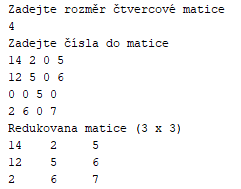 Zadejte rozměr čtvercové matice
4
Zadejte čísla do matice
14 2 0 5
12 5 0 6
0 0 5 0
2 6 0 7
Redukovana matice (3 x 3)
14 2 5
12 5 6
2 6 7